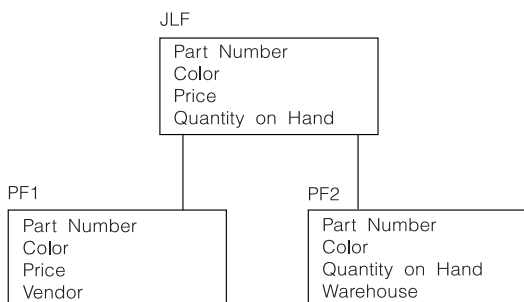 JLF
Part Number
Color
Price
Quantity on Hand
PF1
Part Number
Color
Price
Vendor
PF2
Part Number
Color
Quantity on Hand
Warehouse